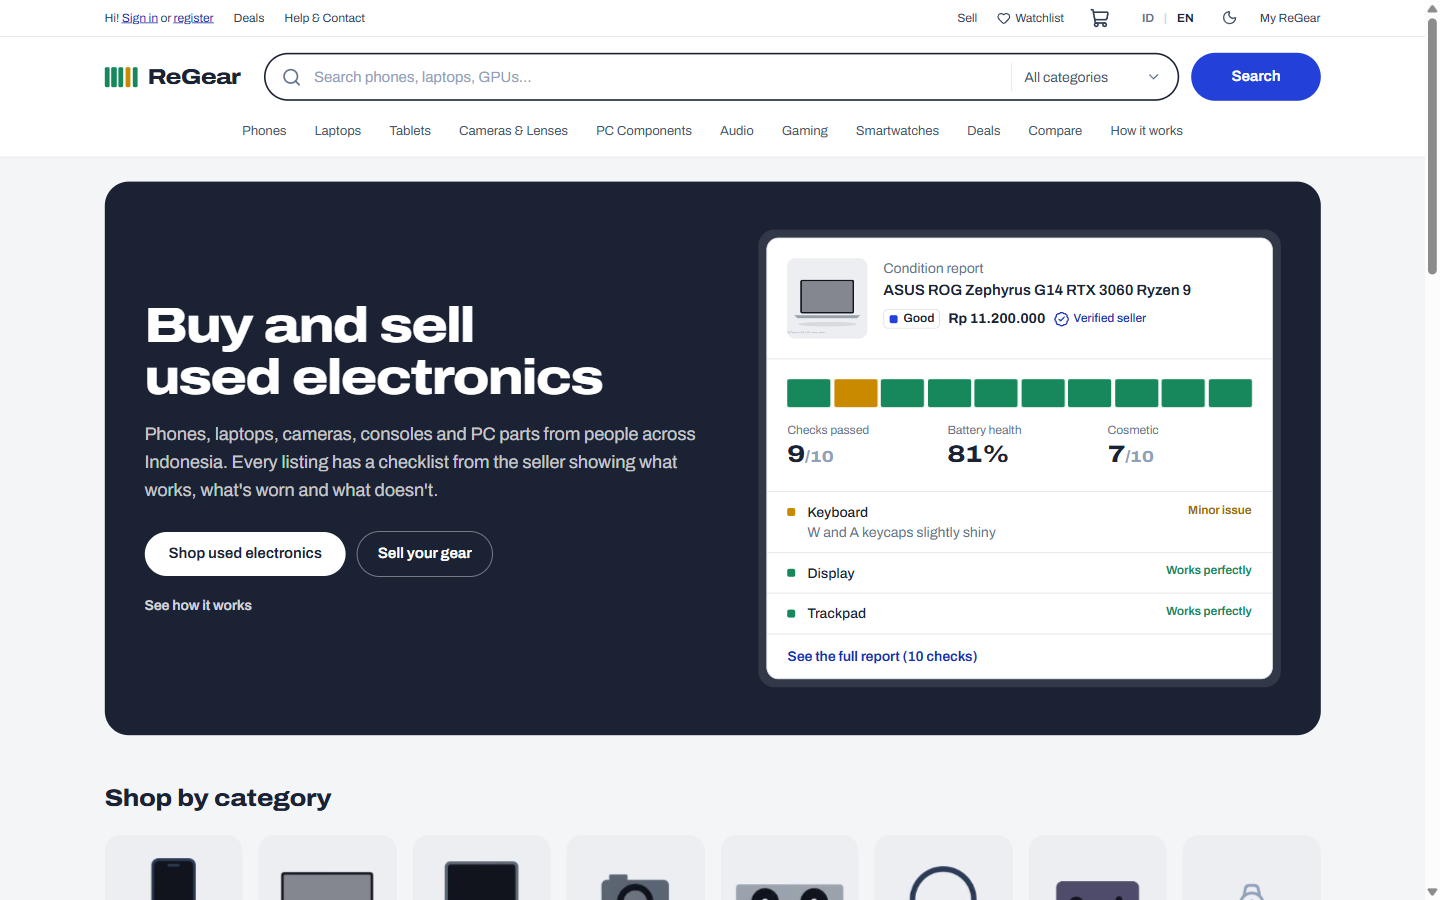 Hi! Sign in or register
Deals
Help & Contact
Sell
Watchlist
ID | EN
My ReGear
ReGear
Search phones, laptops, GPUs...
All categories
Search
Phones
Laptops
Tablets
Cameras & Lenses
PC Components
Audio
Gaming
Smartwatches
Deals
Compare
How it works
Buy and sell
used electronics
Phones, laptops, cameras, consoles and PC parts from people across
Indonesia. Every listing has a checklist from the seller showing what
works, what's worn and what doesn't.
Shop used electronics
Sell your gear
See how it works
Condition report
ASUS ROG Zephyrus G14 RTX 3060 Ryzen 9
Good
Rp 11.200.000
Verified seller
Checks passed
9/10
Battery health
81%
Cosmetic
7/10
Keyboard
Minor issue
W and A keycaps slightly shiny
Display
Works perfectly
Trackpad
Works perfectly
See the full report (10 checks)
Shop by category